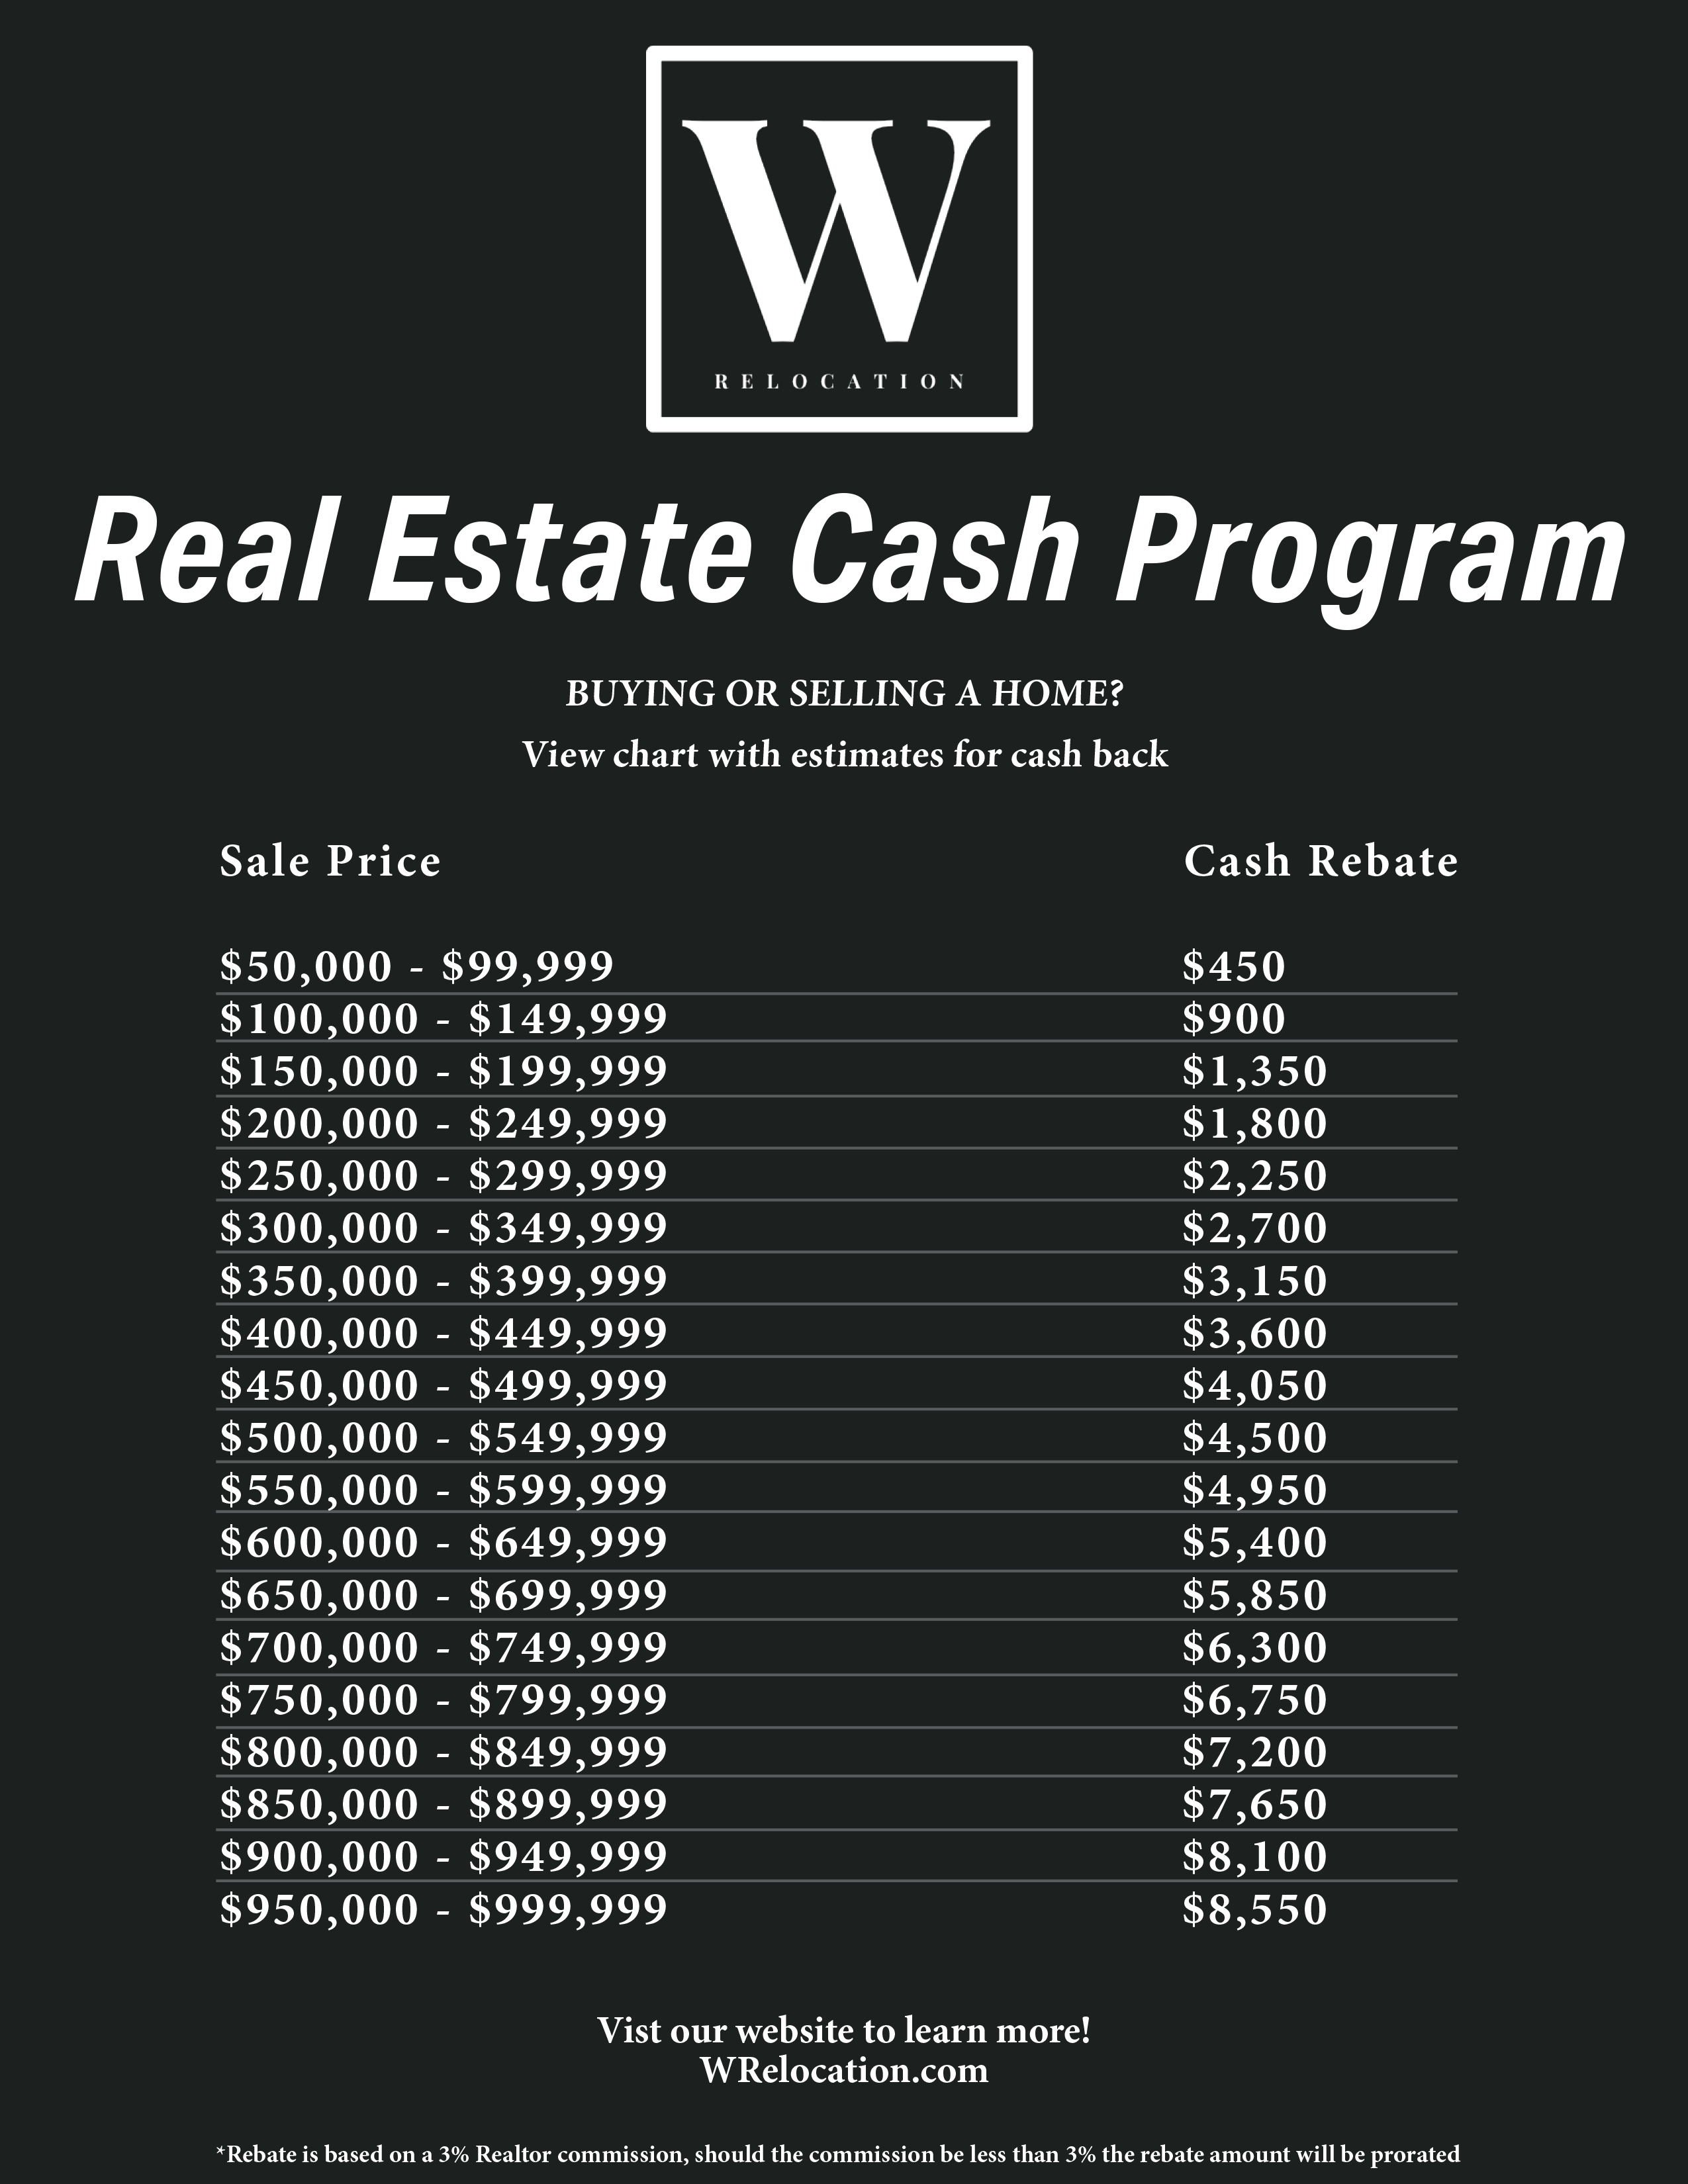 W
RELOCATION
Real Estate Cash Program
BUYING OR SELLING A HOME?
View chart with estimates for cash back
Sale Price Cash Rebate
$50,000 - $99,999 $450
$100,000 - $149,999 $900
$150,000 - $199,999 $1,350
$200,000 - $249,999 $1,800
$250,000 - $299,999 $2,250
$300,000 - $349,999 $2,700
$350,000 - $399,999 $3,150
$400,000 - $449,999 $3,600
$450,000 - $499,999 $4,050
$500,000 - $549,999 $4,500
$550,000 - $599,999 $4,950
$600,000 - $649,999 $5,400
$650,000 - $699,999 $5,850
$700,000 - $749,999 $6,300
$750,000 - $799,999 $6,750
$800,000 - $849,999 $7,200
$850,000 - $899,999 $7,650
$900,000 - $949,999 $8,100
$950,000 - $999,999 $8,550
Vist our website to learn more!
WRelocation.com
*Rebate is based on a 3% Realtor commission, should the commission be less than 3% the rebate amount will be prorated